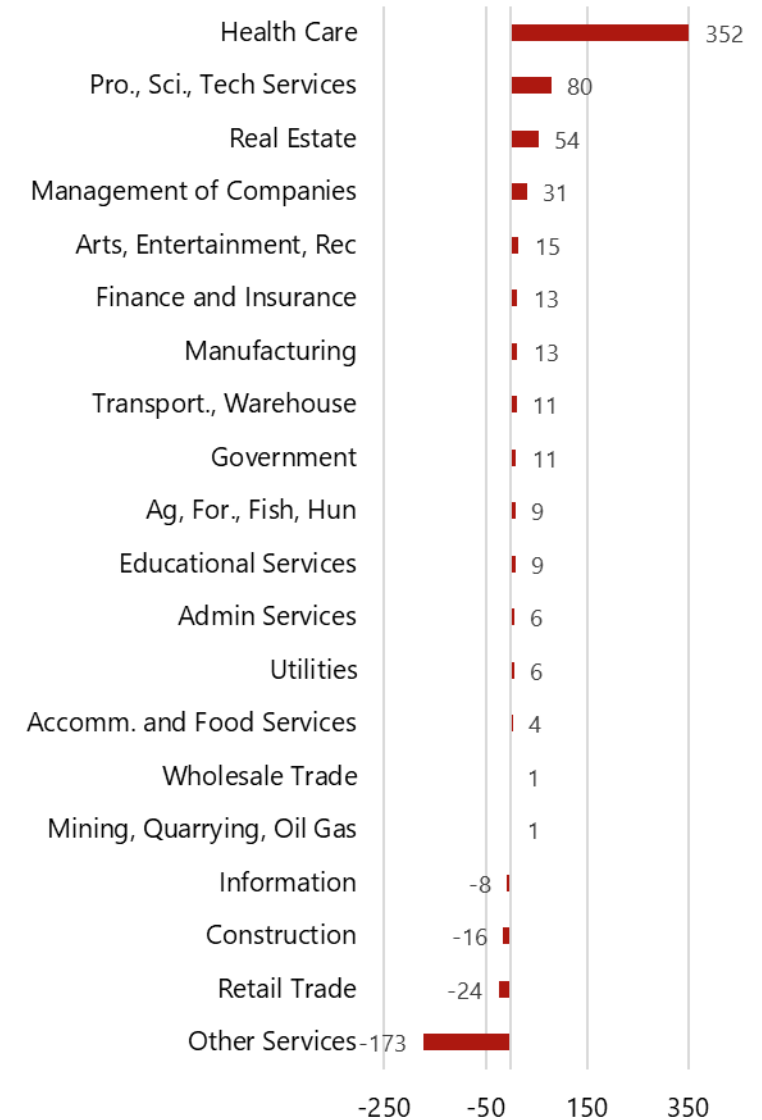 Health Care 352
Pro., Sci., Tech Services 80
Real Estate 54
Management of Companies 31
Arts, Entertainment, Rec 15
Finance and Insurance 13
Manufacturing 13
Transport., Warehouse 11
Government 11
Ag, For., Fish, Hun 9
Educational Services 9
Admin Services 6
Utilities 6
Accomm. and Food Services 4
Wholesale Trade 1
Mining, Quarrying, Oil Gas 1
Information -8
Construction -16
Retail Trade -24
Other Services -173
-250 -50 150 350